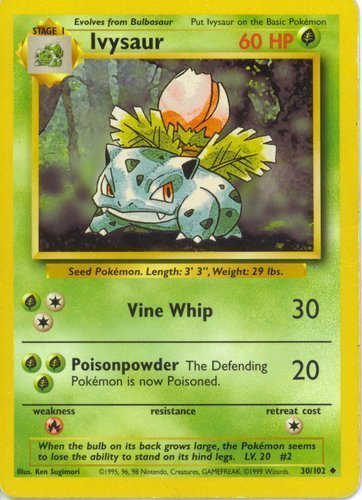 Evolves from Bulbasaur Put Ivysaur on the Basic Pokémon
STAGE 1
Ivysaur 60 HP
Seed Pokémon. Length: 3' 3", Weight: 29 lbs.
Vine Whip 30
Poisonpowder The Defending
Pokémon is now Poisoned. 20
weakness resistance retreat cost
When the bulb on its back grows large, the Pokémon seems
to lose the ability to stand on its hind legs. LV. 20 #2
Illus. Ken Sugimori ©1995, 96, 98 Nintendo, Creatures, GAMEFREAK. ©1999 Wizards. 30/102